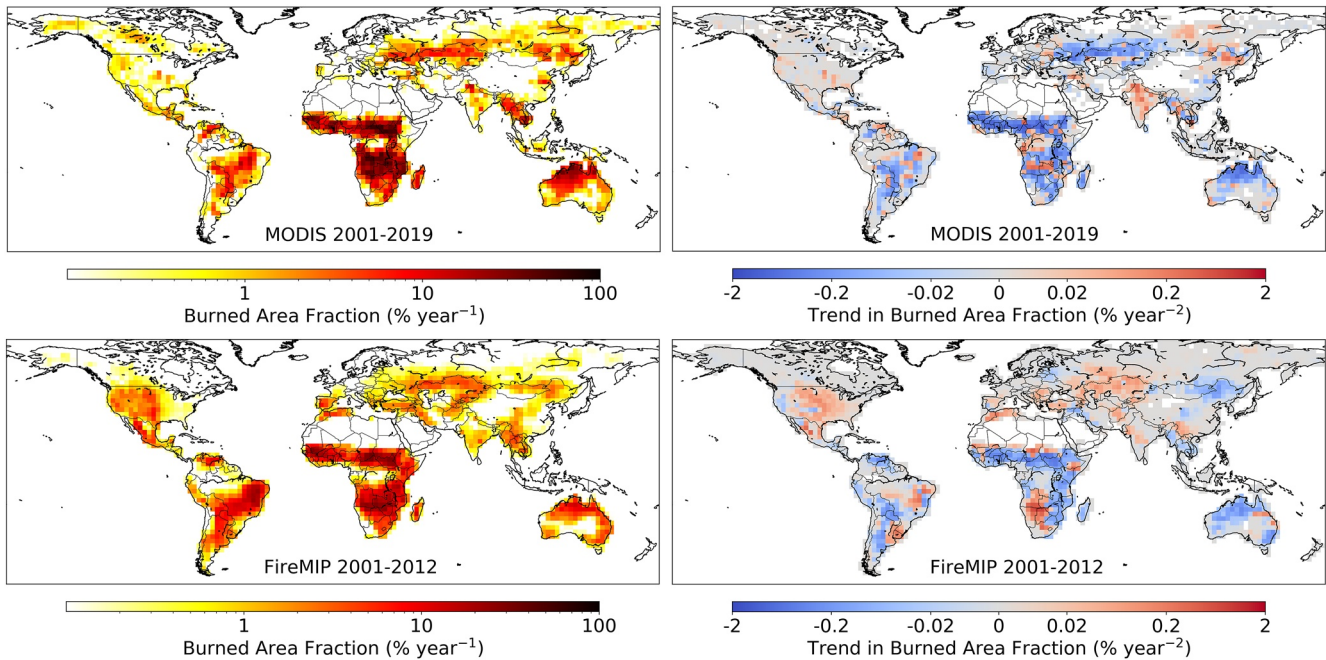 MODIS 2001-2019
MODIS 2001-2019
1 10 100
Burned Area Fraction (% year⁻¹)
-2 -0.2 -0.02 0 0.02 0.2 2
Trend in Burned Area Fraction (% year⁻²)
FireMIP 2001-2012
FireMIP 2001-2012
1 10 100
Burned Area Fraction (% year⁻¹)
-2 -0.2 -0.02 0 0.02 0.2 2
Trend in Burned Area Fraction (% year⁻²)